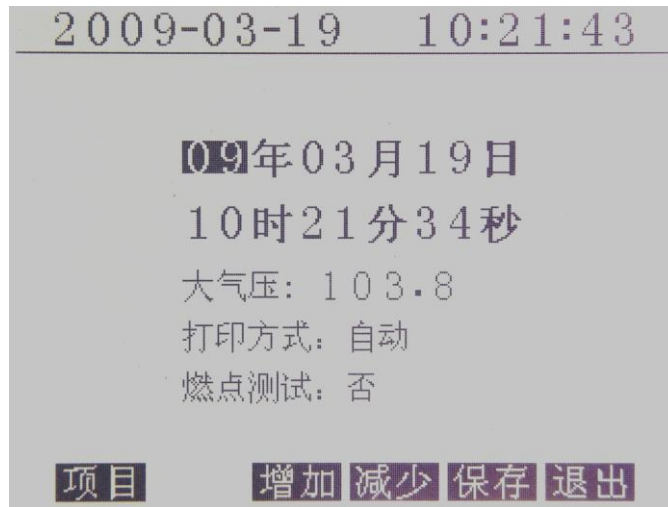 2009-03-19 10:21:43
09年03月19日
10时21分34秒
大气压: 103.8
打印方式: 自动
燃点测试: 否
项目 增加 减少 保存 退出